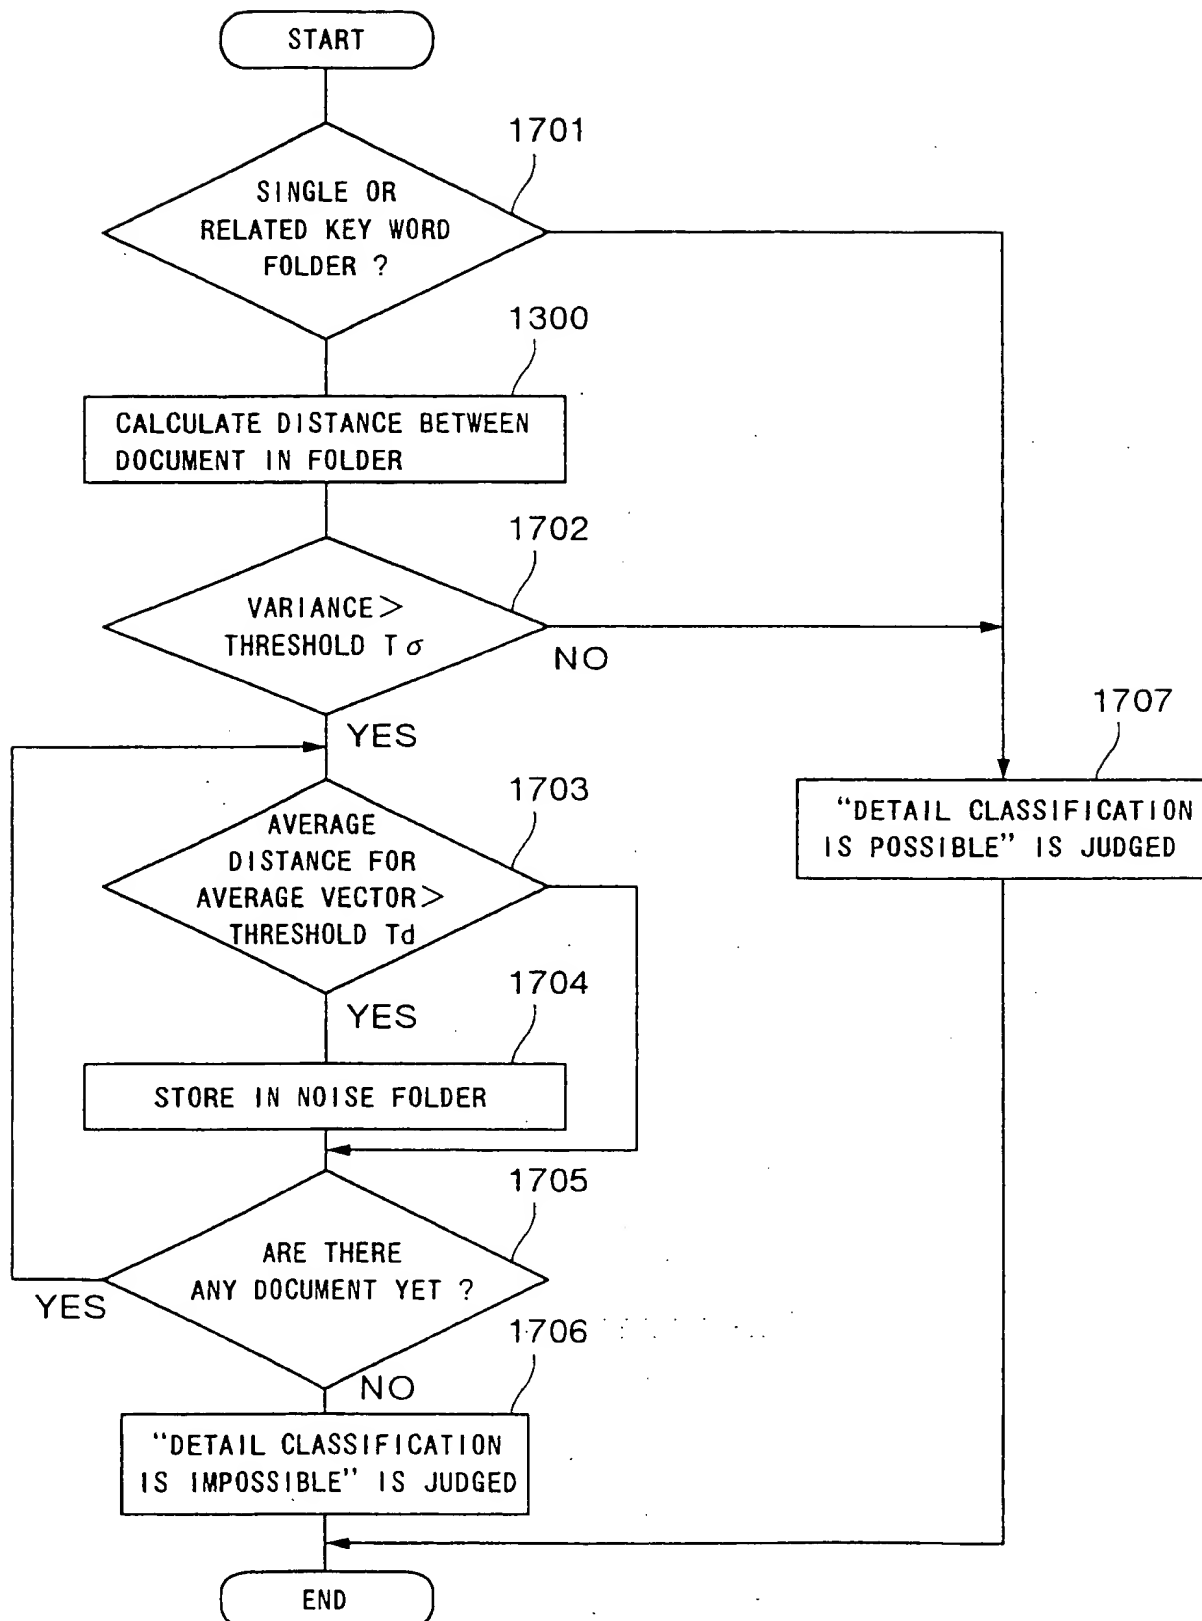 START
1701
SINGLE OR
RELATED KEY WORD
FOLDER ?
1300
CALCULATE DISTANCE BETWEEN
DOCUMENT IN FOLDER
1702
VARIANCE>
THRESHOLD Tσ
NO
YES
1707
"DETAIL CLASSIFICATION
IS POSSIBLE" IS JUDGED
1703
AVERAGE
DISTANCE FOR
AVERAGE VECTOR>
THRESHOLD Td
YES
1704
STORE IN NOISE FOLDER
1705
ARE THERE
ANY DOCUMENT YET ?
YES
1706
NO
"DETAIL CLASSIFICATION
IS IMPOSSIBLE" IS JUDGED
END